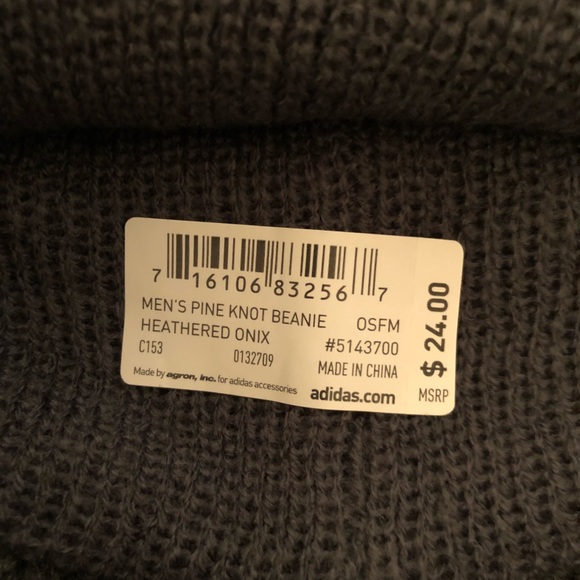 7 16106 83256 7
MEN'S PINE KNOT BEANIE OSFM
HEATHERED ONIX #5143700
C153 0132709 MADE IN CHINA
Made by agron, inc. for adidas accessories adidas.com
$ 24.00
MSRP